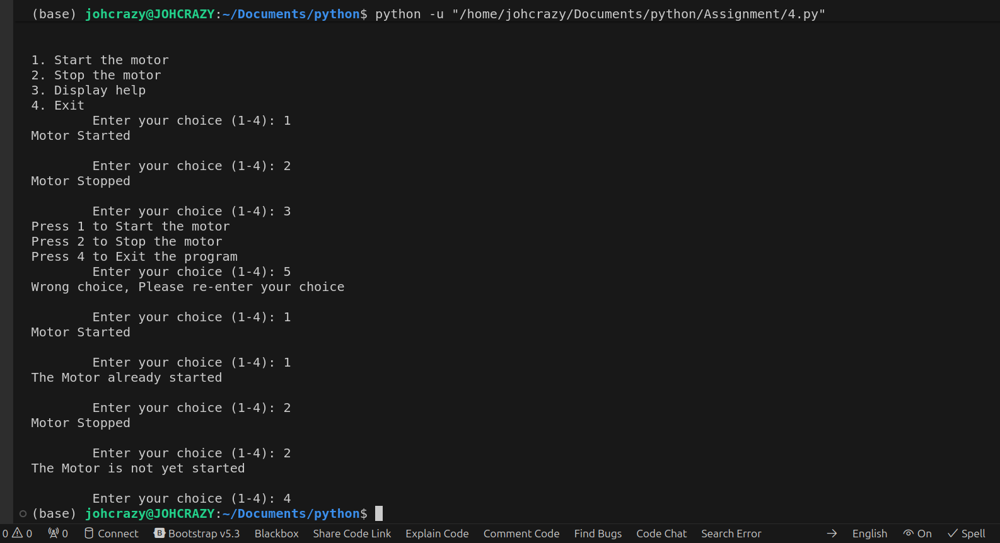 (base) johcrazy@JOHCRAZY:~/Documents/python$ python -u "/home/johcrazy/Documents/python/Assignment/4.py"
1. Start the motor
2. Stop the motor
3. Display help
4. Exit
Enter your choice (1-4): 1
Motor Started
Enter your choice (1-4): 2
Motor Stopped
Enter your choice (1-4): 3
Press 1 to Start the motor
Press 2 to Stop the motor
Press 4 to Exit the program
Enter your choice (1-4): 5
Wrong choice, Please re-enter your choice
Enter your choice (1-4): 1
Motor Started
Enter your choice (1-4): 1
The Motor already started
Enter your choice (1-4): 2
Motor Stopped
Enter your choice (1-4): 2
The Motor is not yet started
Enter your choice (1-4): 4
(base) johcrazy@JOHCRAZY:~/Documents/python$
0 0 0 Connect B Bootstrap v5.3 Blackbox Share Code Link Explain Code Comment Code Find Bugs Code Chat Search Error → English On ✓ Spell